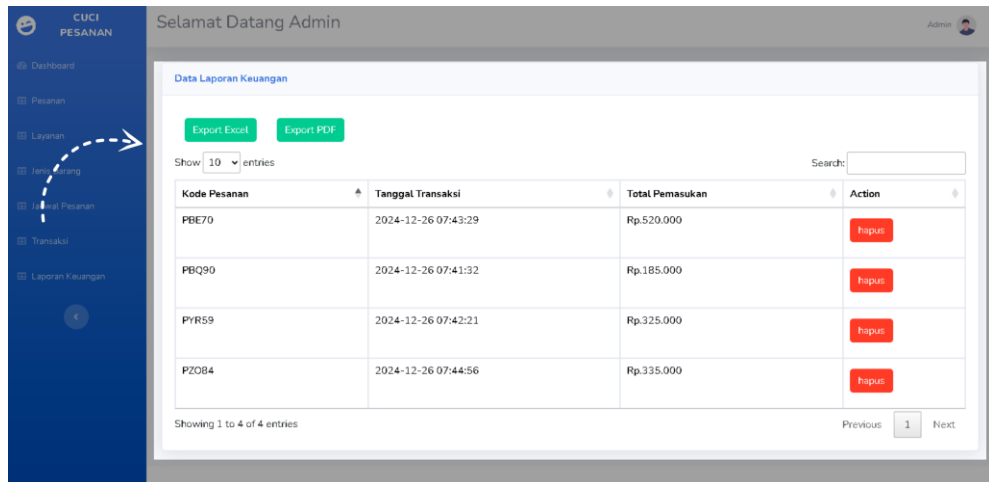 CUCI
PESANAN
Selamat Datang Admin
Admin
Dashboard
Pesanan
Layanan
Jenis Barang
Jadwal Pesanan
Transaksi
Laporan Keuangan
Data Laporan Keuangan
Export Excel Export PDF
Show 10 entries Search:
Kode Pesanan Tanggal Transaksi Total Pemasukan Action
PBE70 2024-12-26 07:43:29 Rp.520.000 hapus
PBQ90 2024-12-26 07:41:32 Rp.185.000 hapus
PYR59 2024-12-26 07:42:21 Rp.325.000 hapus
PZO84 2024-12-26 07:44:56 Rp.335.000 hapus
Showing 1 to 4 of 4 entries Previous 1 Next